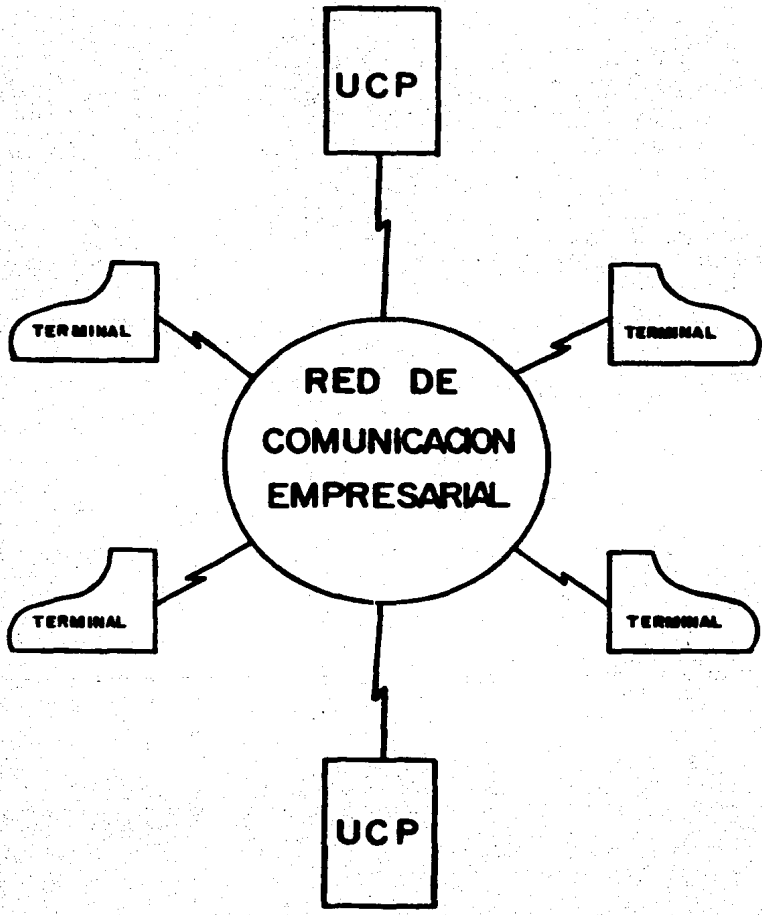 UCP
TERMINAL
TERMINAL
RED DE
COMUNICACION
EMPRESARIAL
TERMINAL
TERMINAL
UCP